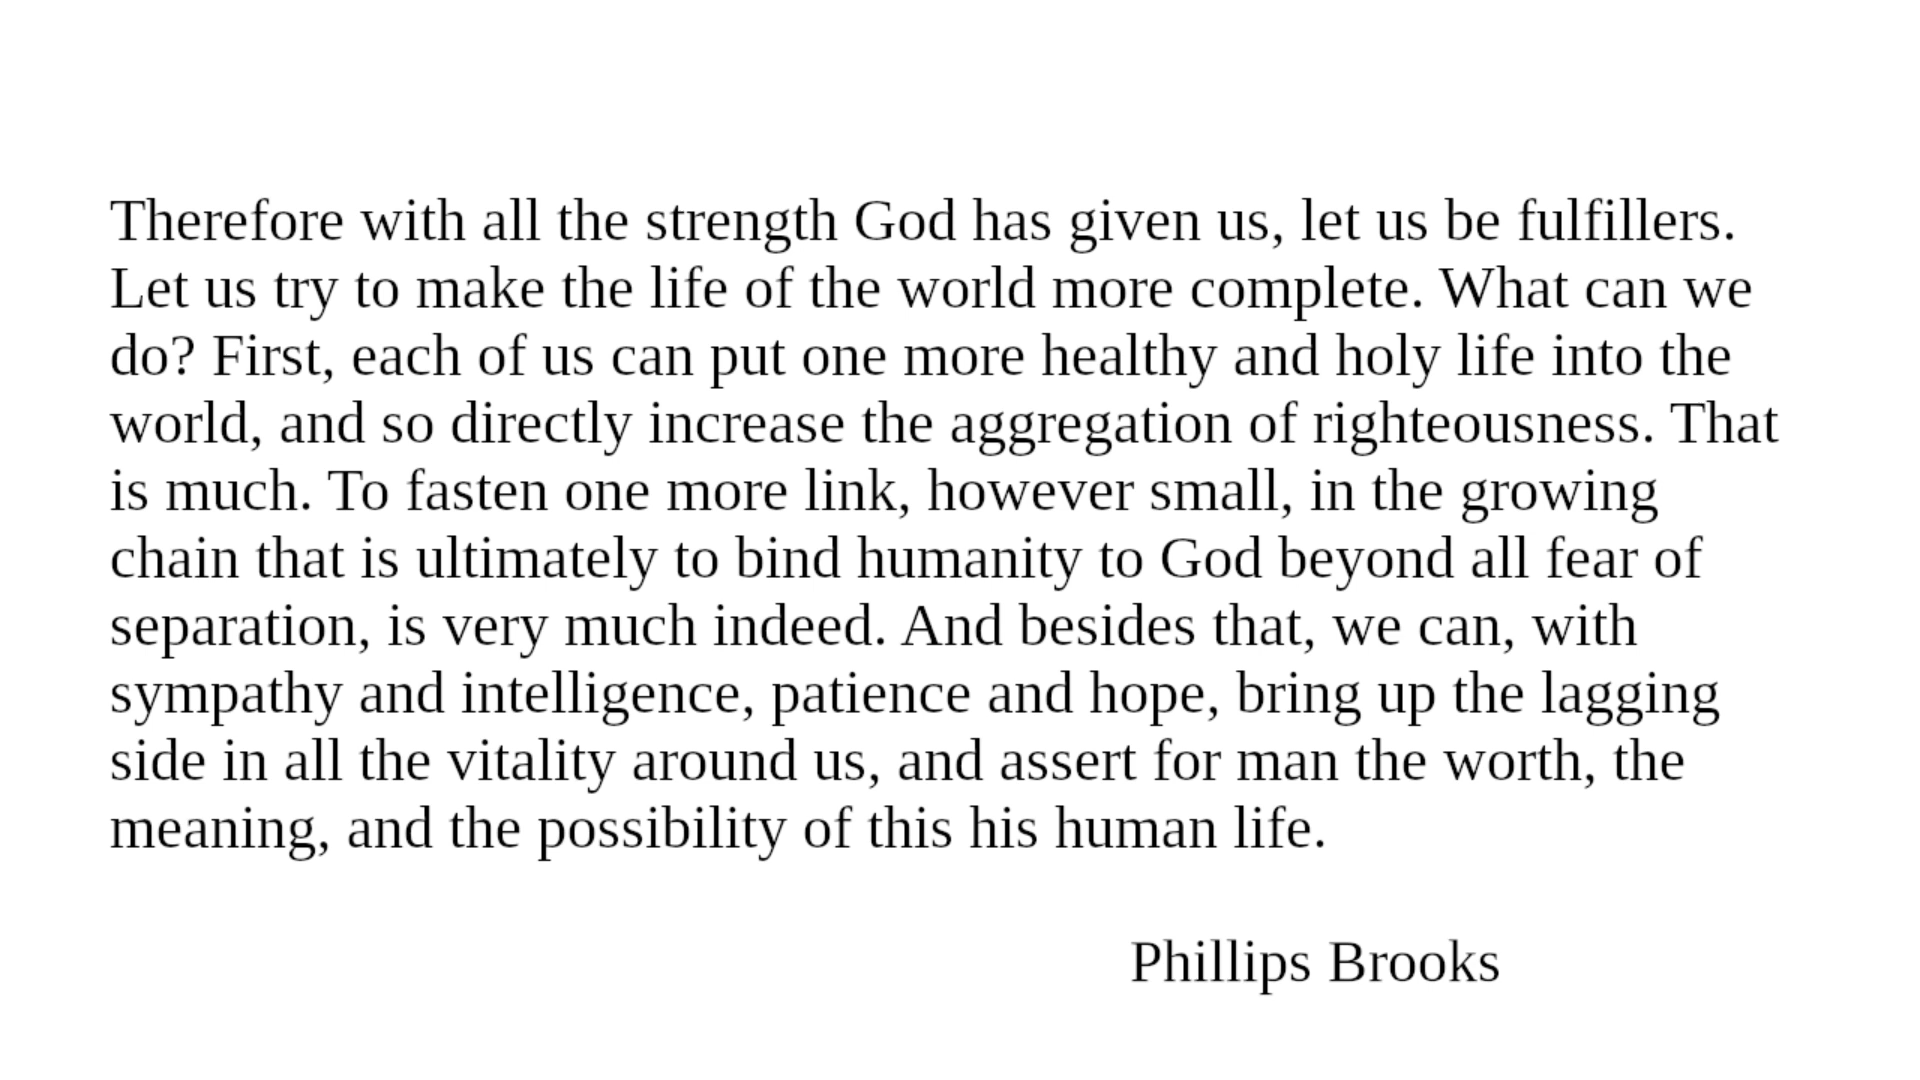 Therefore with all the strength God has given us, let us be fulfillers.
Let us try to make the life of the world more complete. What can we
do? First, each of us can put one more healthy and holy life into the
world, and so directly increase the aggregation of righteousness. That
is much. To fasten one more link, however small, in the growing
chain that is ultimately to bind humanity to God beyond all fear of
separation, is very much indeed. And besides that, we can, with
sympathy and intelligence, patience and hope, bring up the lagging
side in all the vitality around us, and assert for man the worth, the
meaning, and the possibility of this his human life.
Phillips Brooks